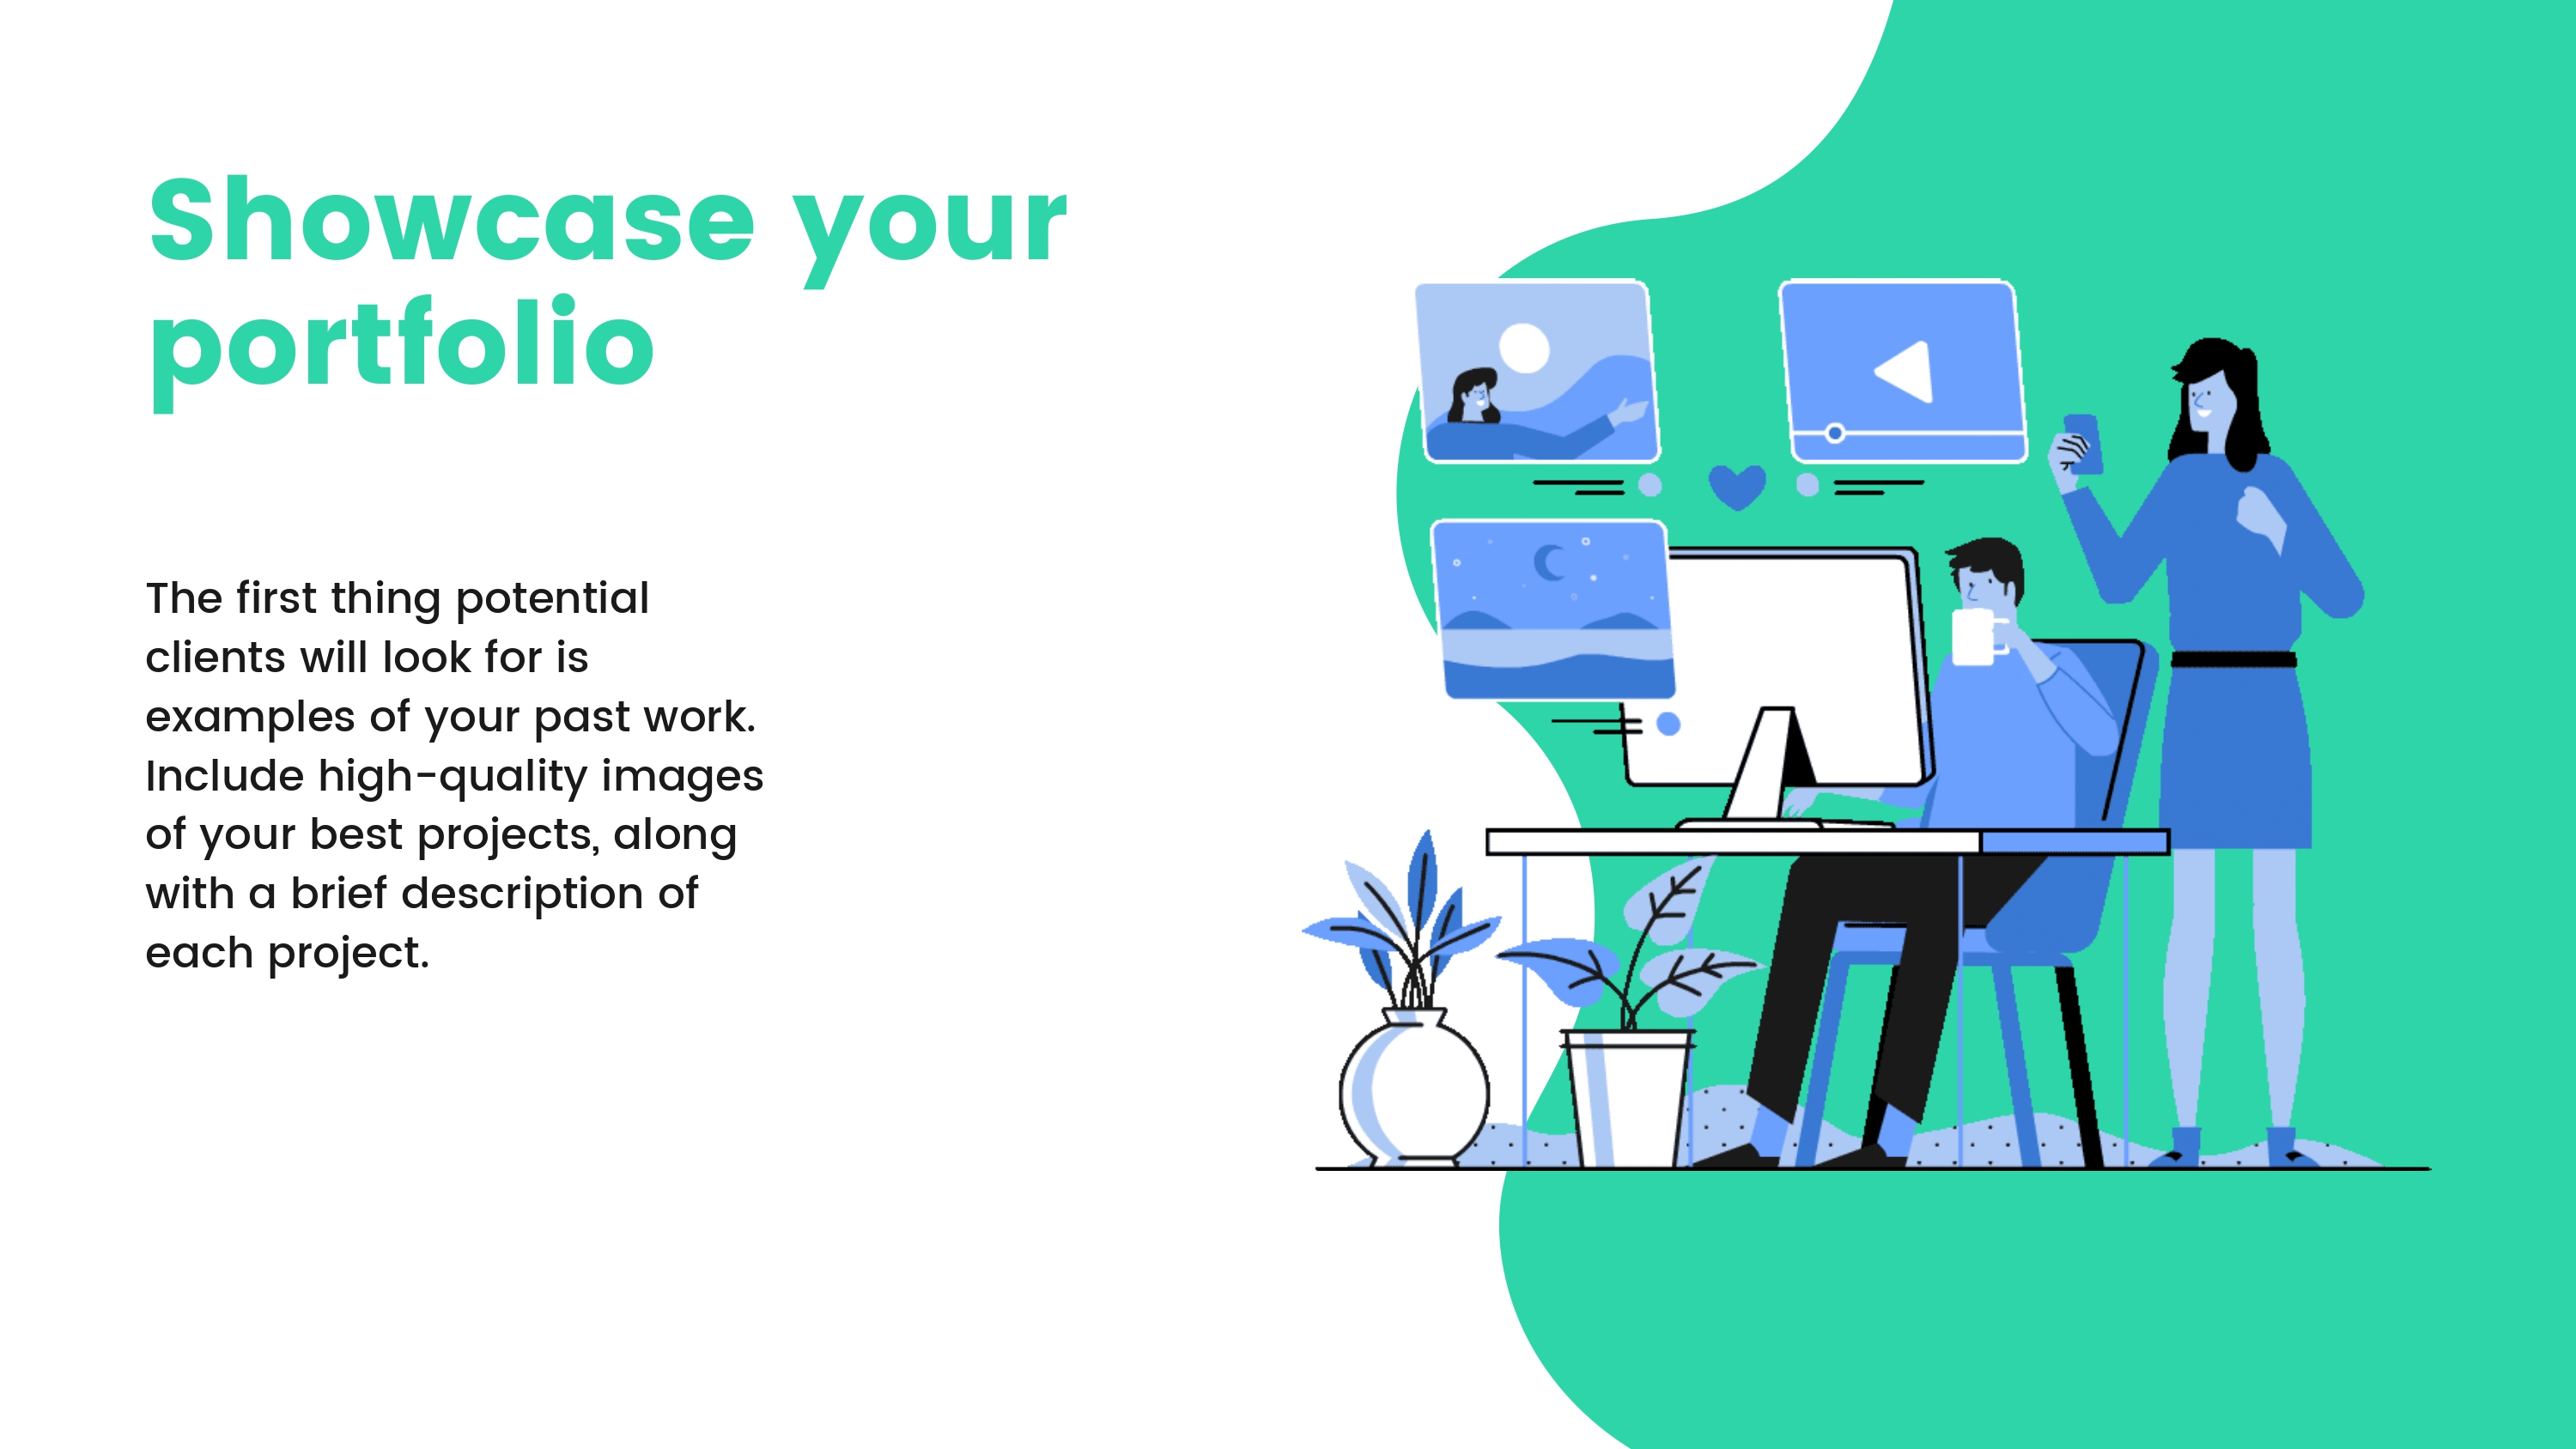 Showcase your
portfolio
The first thing potential
clients will look for is
examples of your past work.
Include high-quality images
of your best projects, along
with a brief description of
each project.